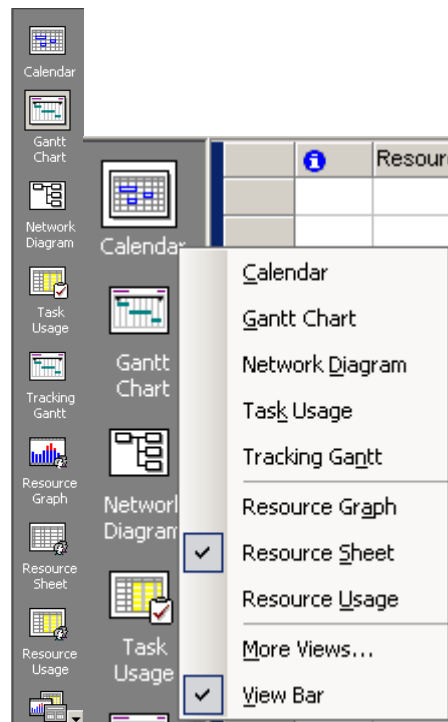 Calendar
Gantt
Chart
Network
Diagram
Task
Usage
Tracking
Gantt
Resource
Graph
Resource
Sheet
Resource
Usage
Calendar
Gantt
Chart
Networ
Diagram
Task
Usage
Resour
Calendar
Gantt Chart
Network Diagram
Task Usage
Tracking Gantt
Resource Graph
Resource Sheet
Resource Usage
More Views...
View Bar